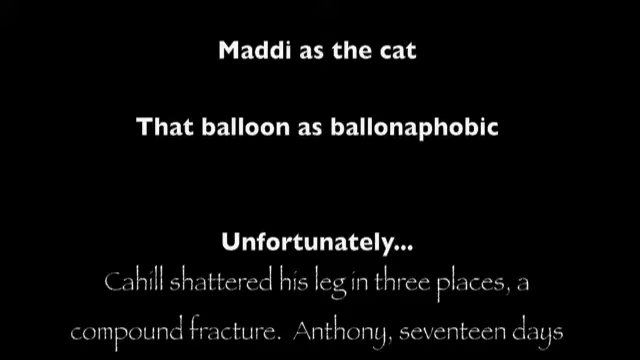 Maddi as the cat
That balloon as ballonaphobic
Unfortunately...
Cahill shattered his leg in three places, a
compound fracture. Anthony, seventeen days